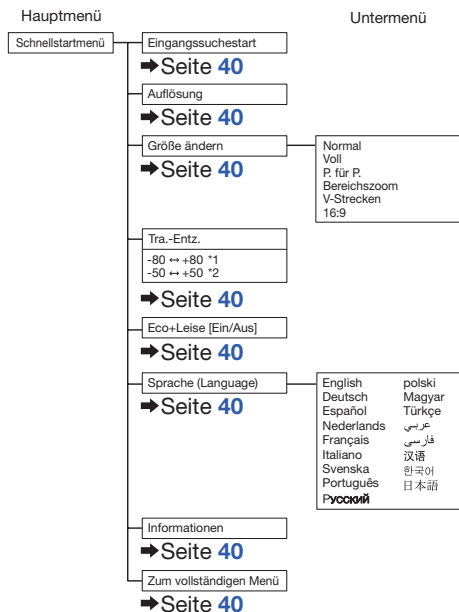 Hauptmenü
Untermenü
Schnellstartmenü
Eingangssuchestart
➡Seite 40
Auflösung
➡Seite 40
Größe ändern
➡Seite 40
Normal
Voll
P. für P.
Bereichszoom
V-Strecken
16:9
Tra.-Entz.
-80 ↔ +80 *1
-50 ↔ +50 *2
➡Seite 40
Eco+Leise [Ein/Aus]
➡Seite 40
Sprache (Language)
➡Seite 40
English
Deutsch
Español
Nederlands
Français
Italiano
Svenska
Português
Русский
polski
Magyar
Türkçe
عربي
فارسی
汉语
한국어
日本語
Informationen
➡Seite 40
Zum vollständigen Menü
➡Seite 40